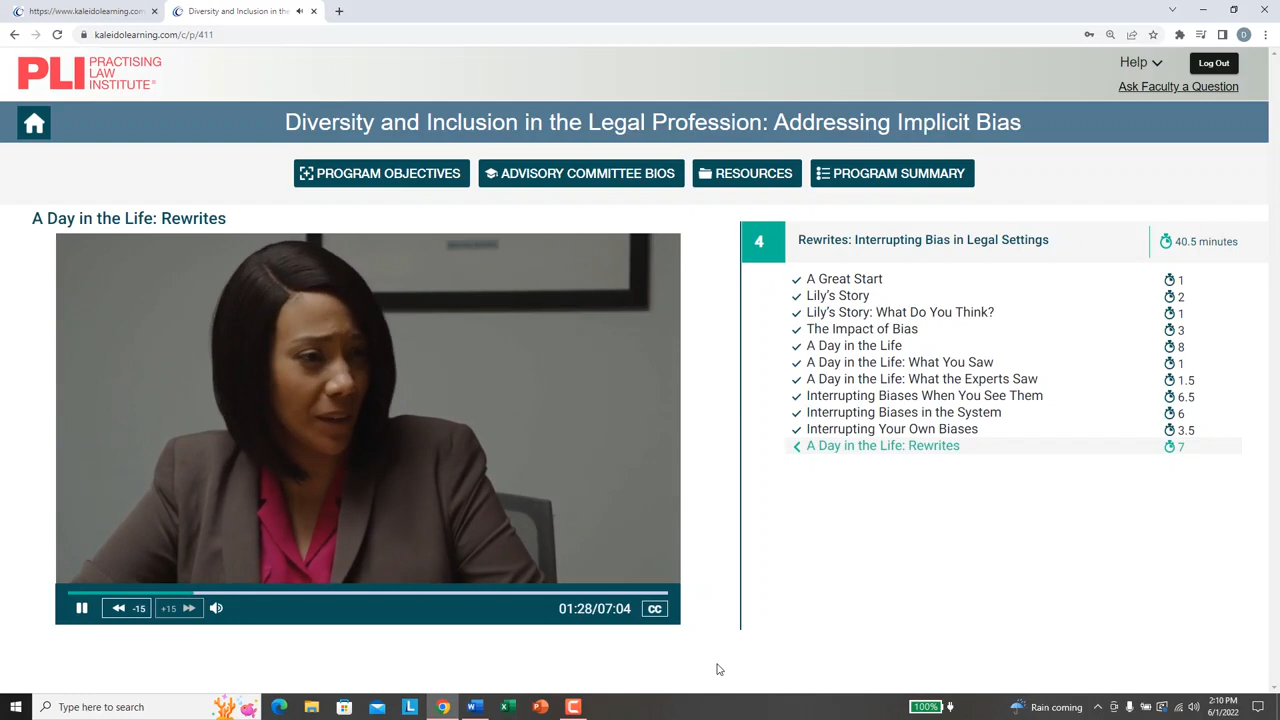 https://www.kaleidolearning.com/
Diversity and Inclusion in the
kaleidolearning.com/c/p/411
D
PLI PRACTISING
LAW
INSTITUTE®
Help
Log Out
Ask Faculty a Question
Diversity and Inclusion in the Legal Profession: Addressing Implicit Bias
PROGRAM OBJECTIVES
ADVISORY COMMITTEE BIOS
RESOURCES
PROGRAM SUMMARY
A Day in the Life: Rewrites
4 Rewrites: Interrupting Bias in Legal Settings 40.5 minutes
A Great Start 1
Lily's Story 2
Lily's Story: What Do You Think? 1
The Impact of Bias 3
A Day in the Life 8
A Day in the Life: What You Saw 1
A Day in the Life: What the Experts Saw 1.5
Interrupting Biases When You See Them 6.5
Interrupting Biases in the System 6
Interrupting Your Own Biases 3.5
A Day in the Life: Rewrites 7
-15
+15
01:28/07:04
CC
Type here to search
L
100%
Rain coming
2:10 PM
6/1/2022